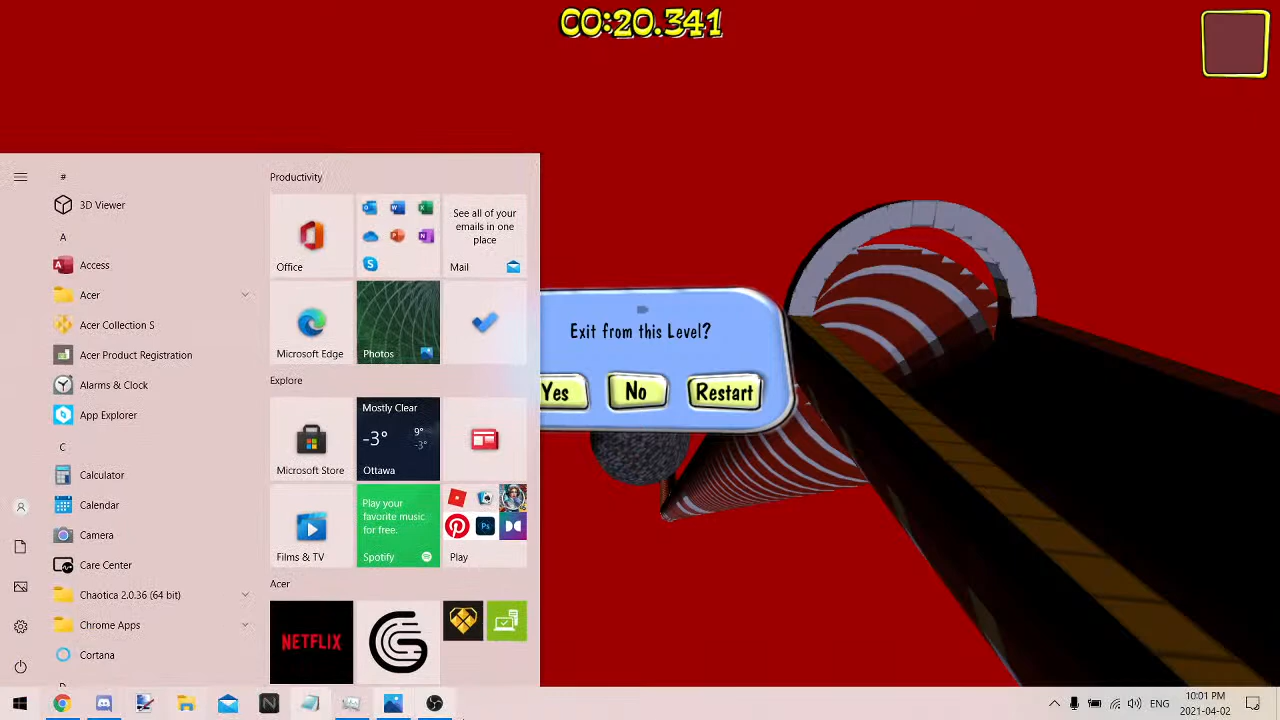 00:20.341
#
3D Viewer
A
Access
Acer
Acer Collection S
Acer Product Registration
Alarms & Clock
App Explorer
C
Calculator
Calendar
Camera
Care Center
Chaotica 2.0.36 (64 bit)
Chrome Apps
Cortana
Productivity
Office
See all of your
emails in one
place
Mail
Microsoft Edge
Photos
Explore
Microsoft Store
Mostly Clear
-3°
9°
-3°
Ottawa
Films & TV
Play your
favorite music
for free.
Spotify
Ps
Play
Acer
NETFLIX
Exit from this Level?
Yes
No
Restart
ENG
10:01 PM
2021-04-02